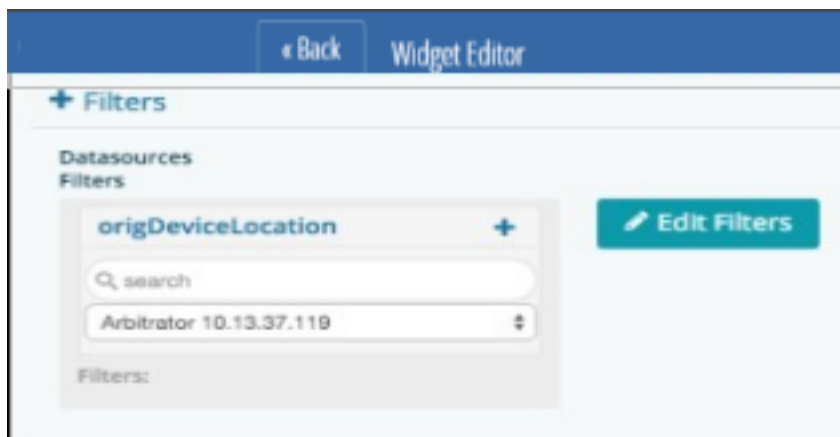 « Back Widget Editor
+ Filters
Datasources
Filters
origDeviceLocation +
search
Edit Filters
Arbitrator 10.13.37.119
Filters: